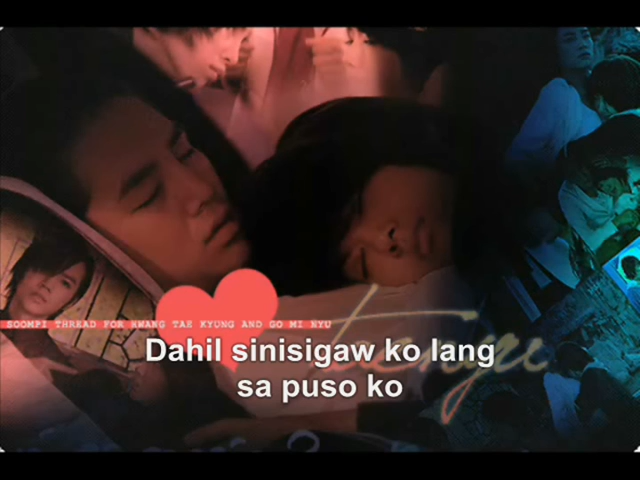 SOOMPI THREAD FOR HWANG TAE KYUNG AND GO MI NYU
Dahil sinisigaw ko lang
sa puso ko